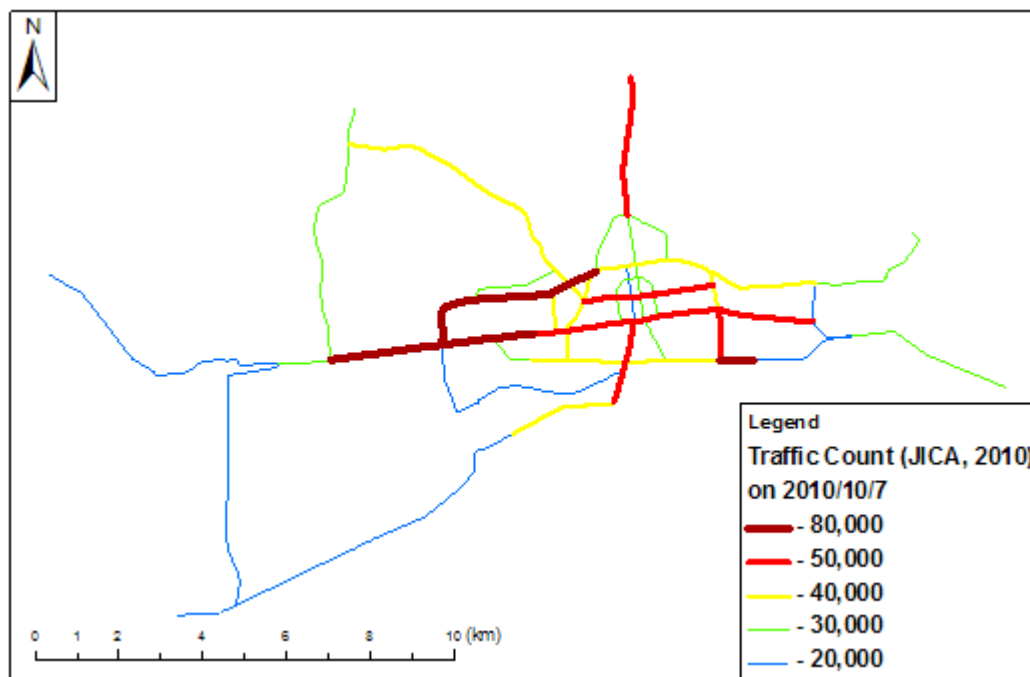 N
Legend
Traffic Count (JICA, 2010)
on 2010/10/7
- 80,000
- 50,000
- 40,000
- 30,000
- 20,000
0 2 4 6 8 10 (km)